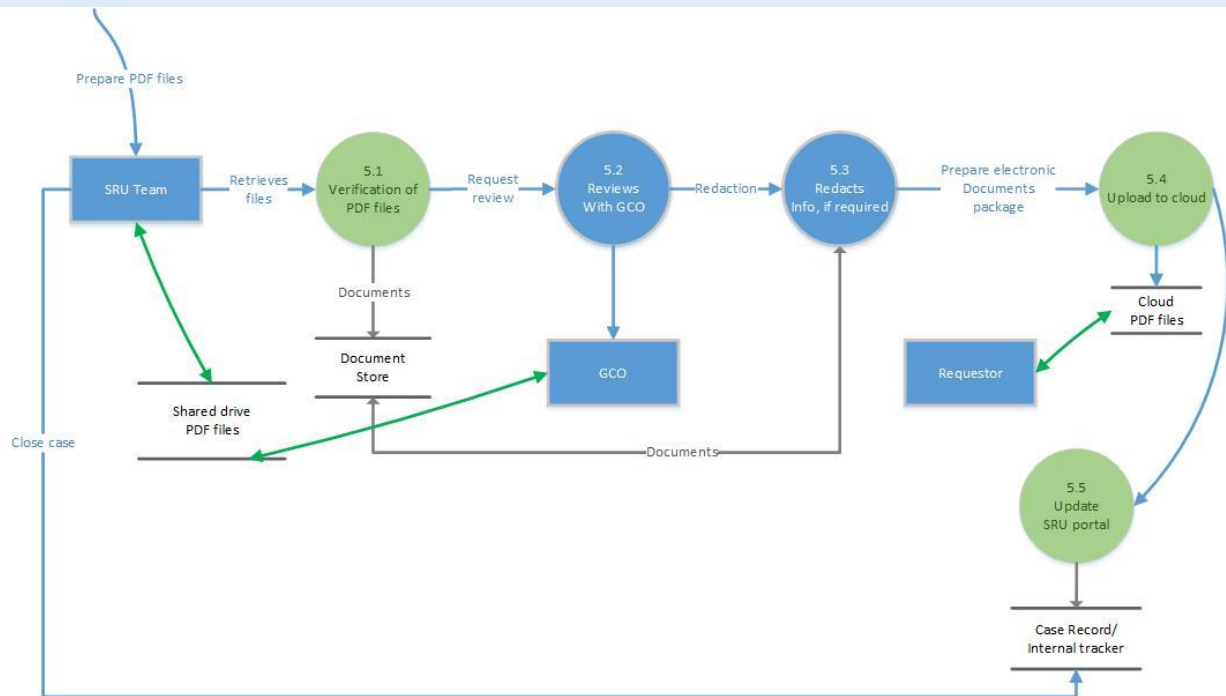 Prepare PDF files
SRU Team
Retrieves
files
5.1
Verification of
PDF files
Request
review
5.2
Reviews
With GCO
Redaction
5.3
Redacts
Info, if required
Prepare electronic
Documents
package
5.4
Upload to cloud
Documents
Cloud
PDF files
Document
Store
GCO
Requestor
Shared drive
PDF files
Close case
Documents
5.5
Update
SRU portal
Case Record/
Internal tracker